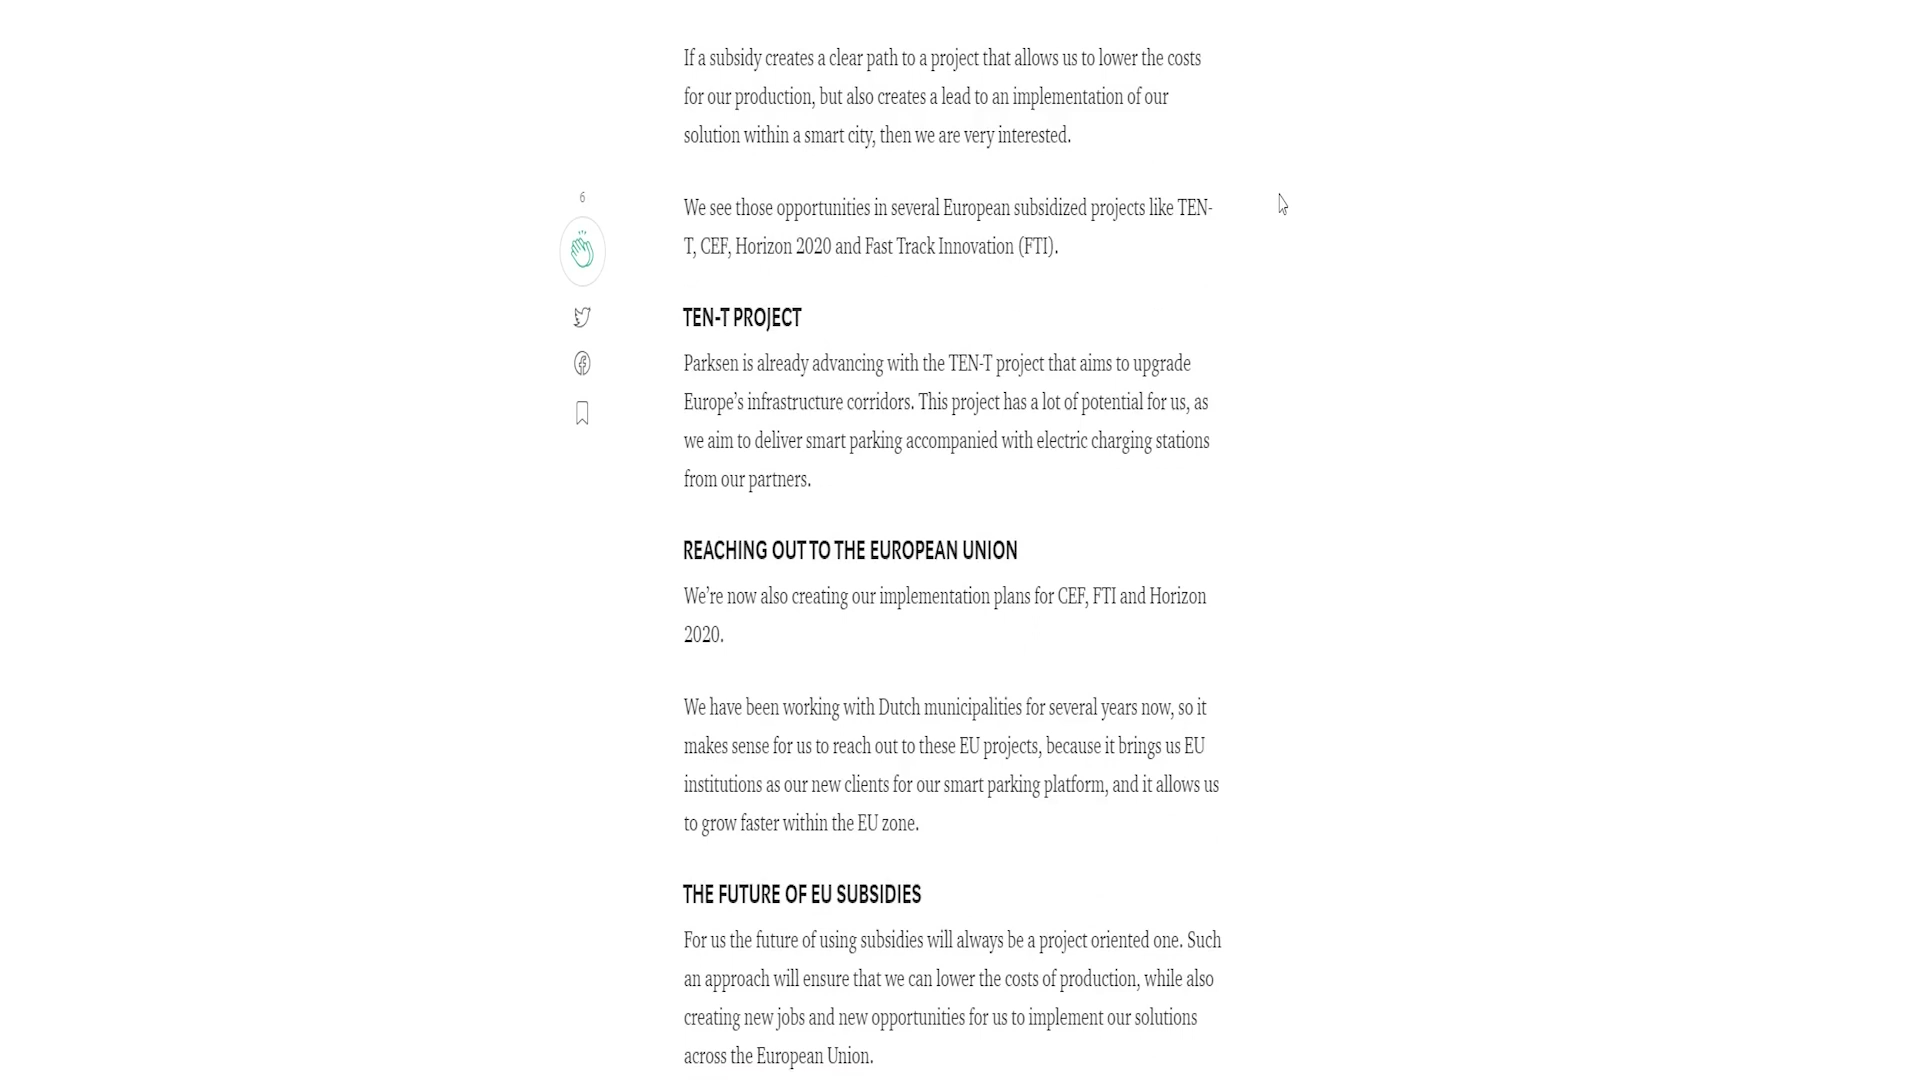 If a subsidy creates a clear path to a project that allows us to lower the costs
for our production, but also creates a lead to an implementation of our
solution within a smart city, then we are very interested.
6
We see those opportunities in several European subsidized projects like TEN-
T, CEF, Horizon 2020 and Fast Track Innovation (FTI).
TEN-T PROJECT
Parksen is already advancing with the TEN-T project that aims to upgrade
Europe’s infrastructure corridors. This project has a lot of potential for us, as
we aim to deliver smart parking accompanied with electric charging stations
from our partners.
REACHING OUT TO THE EUROPEAN UNION
We’re now also creating our implementation plans for CEF, FTI and Horizon
2020.
We have been working with Dutch municipalities for several years now, so it
makes sense for us to reach out to these EU projects, because it brings us EU
institutions as our new clients for our smart parking platform, and it allows us
to grow faster within the EU zone.
THE FUTURE OF EU SUBSIDIES
For us the future of using subsidies will always be a project oriented one. Such
an approach will ensure that we can lower the costs of production, while also
creating new jobs and new opportunities for us to implement our solutions
across the European Union.